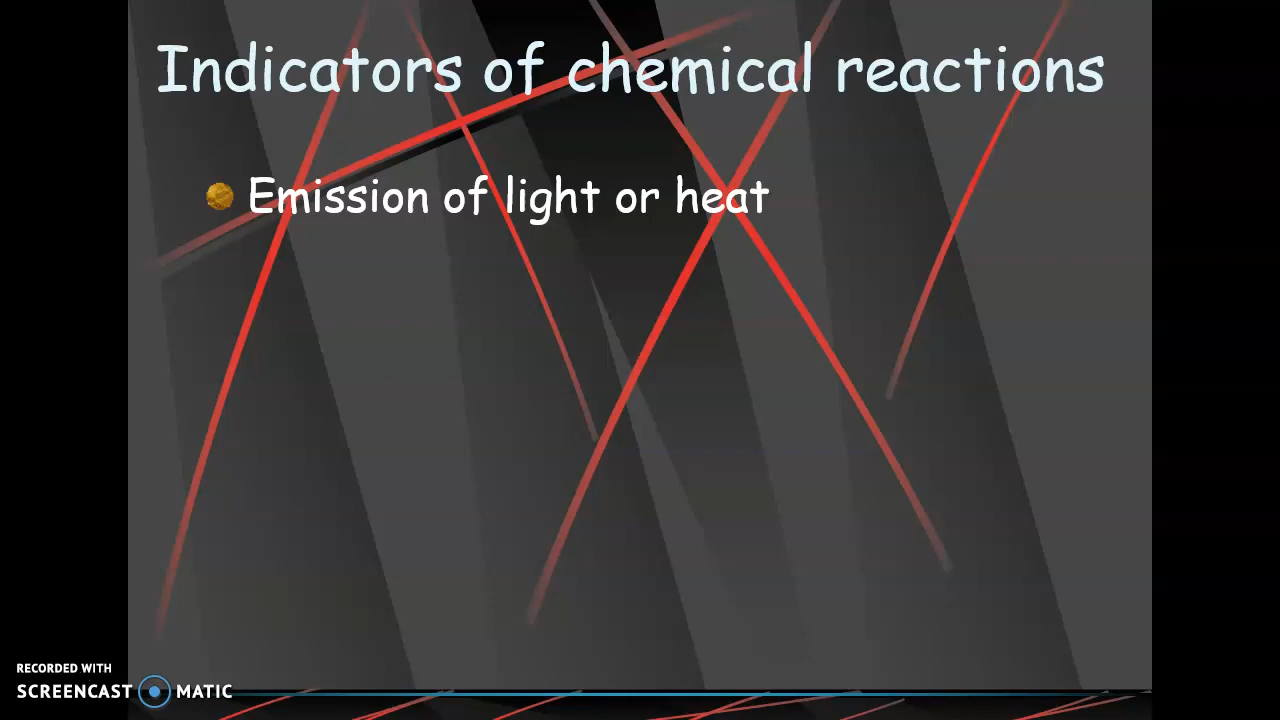 Indicators of chemical reactions
Emission of light or heat
RECORDED WITH
SCREENCAST MATIC